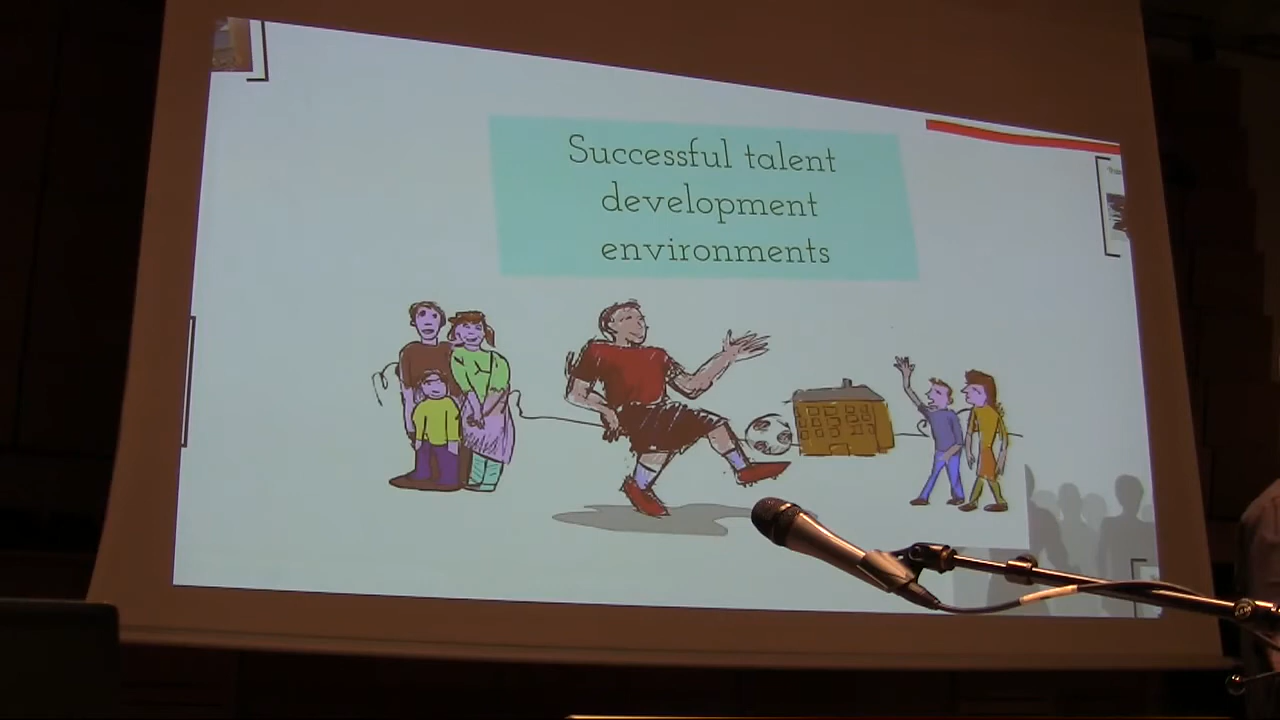 Successful talent
development
environments